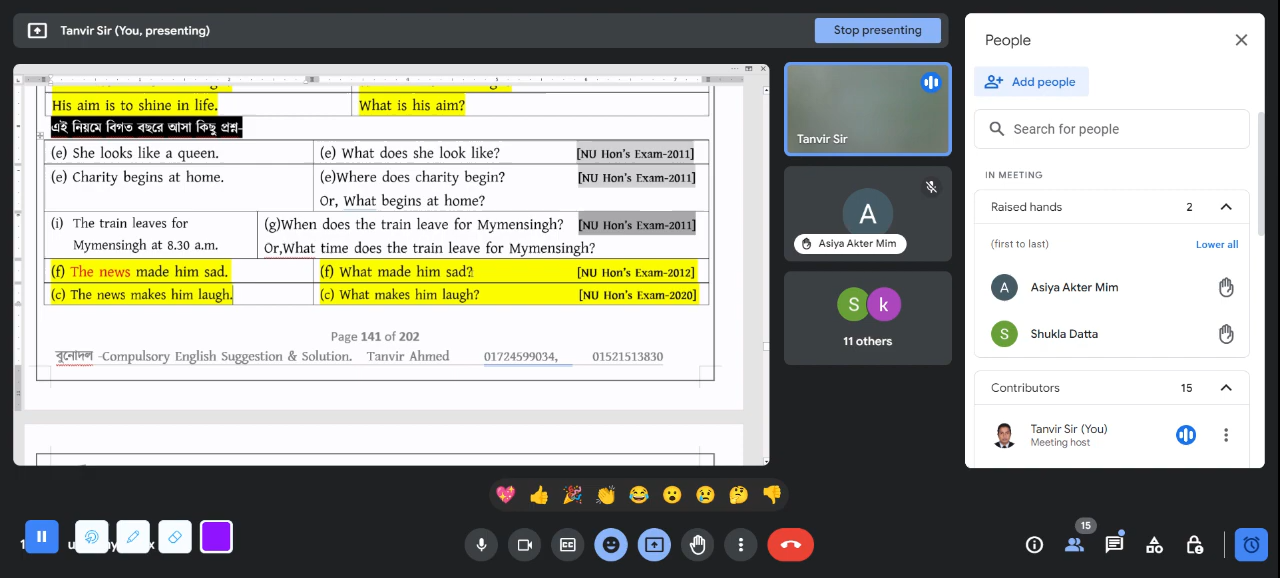 Tanvir Sir (You, presenting)
Stop presenting
His aim is to shine in life.
What is his aim?
এই নিয়মে বিগত বছরে আসা কিছু প্রশ্ন-
(e) She looks like a queen.
(e) What does she look like? [NU Hon's Exam-2011]
(e) Charity begins at home.
(e)Where does charity begin? [NU Hon's Exam-2011]
Or, What begins at home?
(i) The train leaves for
Mymensingh at 8.30 a.m.
(g)When does the train leave for Mymensingh? [NU Hon's Exam-2011]
Or,What time does the train leave for Mymensingh?
(f) The news made him sad.
(f) What made him sad? [NU Hon's Exam-2012]
(c) The news makes him laugh.
(c) What makes him laugh? [NU Hon's Exam-2020]
Page 141 of 202
বুনোদল -Compulsory English Suggestion & Solution. Tanvir Ahmed 01724599034, 01521513830
Tanvir Sir
A
Asiya Akter Mim
S k
11 others
People
Add people
Search for people
IN MEETING
Raised hands 2
(first to last) Lower all
A Asiya Akter Mim
S Shukla Datta
Contributors 15
Tanvir Sir (You)
Meeting host
15